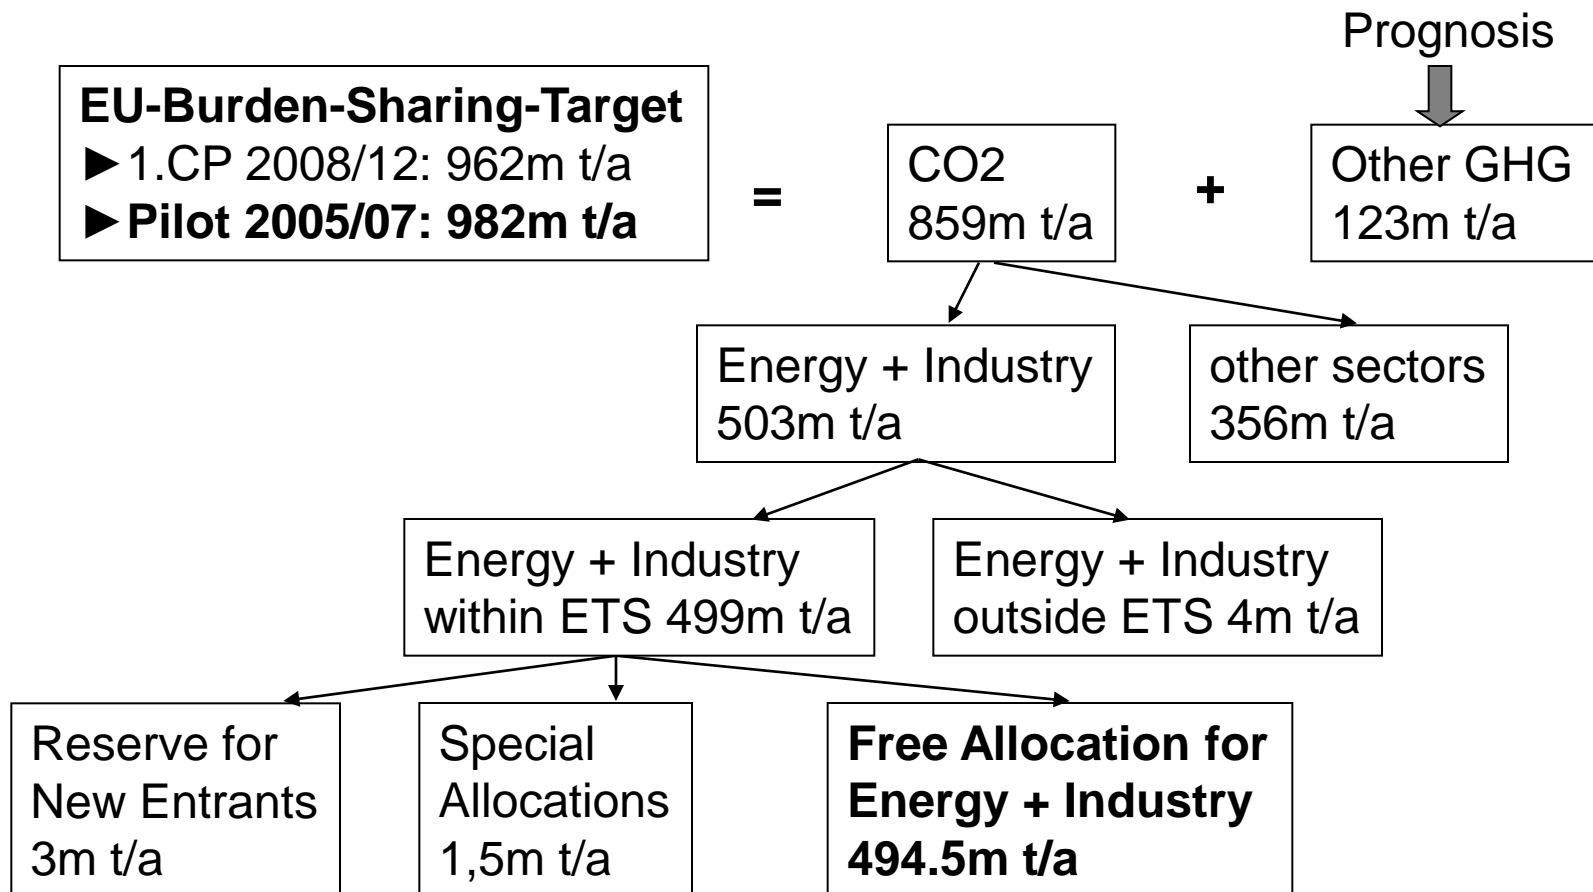 Prognosis
EU-Burden-Sharing-Target
►1.CP 2008/12: 962m t/a
►Pilot 2005/07: 982m t/a
=
CO2
859m t/a
+
Other GHG
123m t/a
Energy + Industry
503m t/a
other sectors
356m t/a
Energy + Industry
within ETS 499m t/a
Energy + Industry
outside ETS 4m t/a
Reserve for
New Entrants
3m t/a
Special
Allocations
1,5m t/a
Free Allocation for
Energy + Industry
494.5m t/a